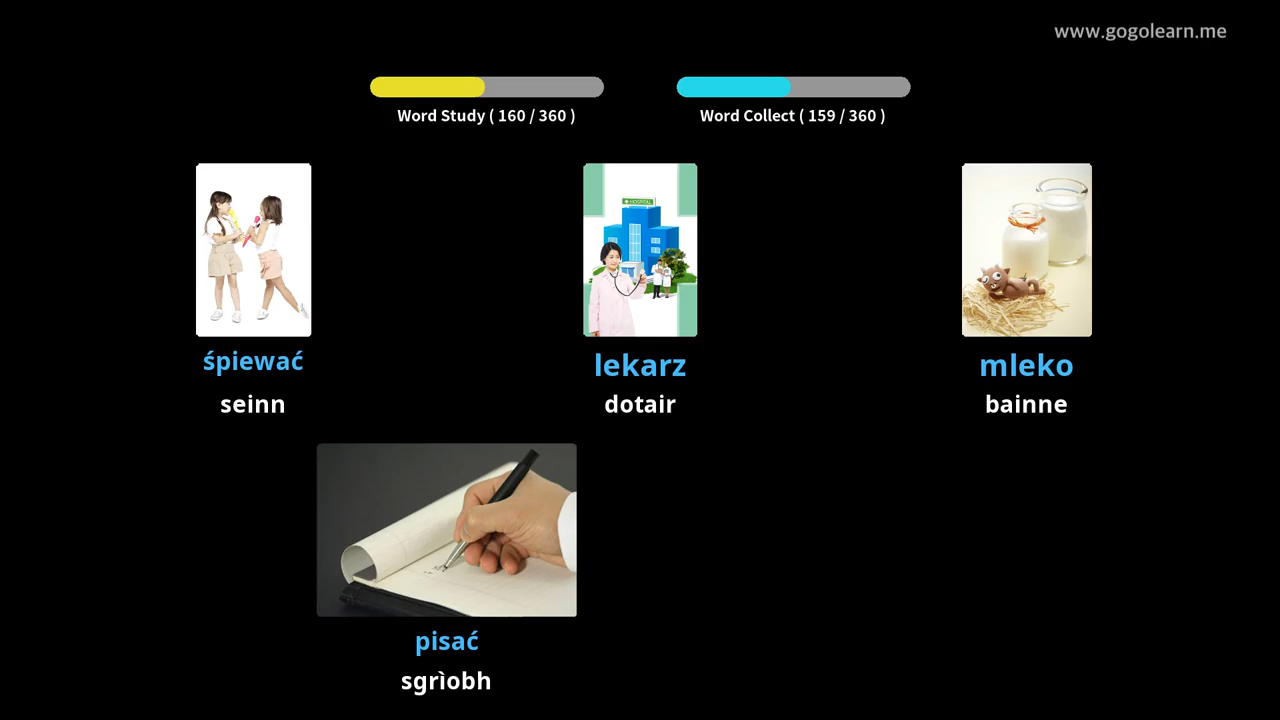 www.gogolearn.me
Word Study ( 160 / 360 )
Word Collect ( 159 / 360 )
HOSPITAL
śpiewać
lekarz
mleko
seinn
dotair
bainne
pisać
sgrìobh